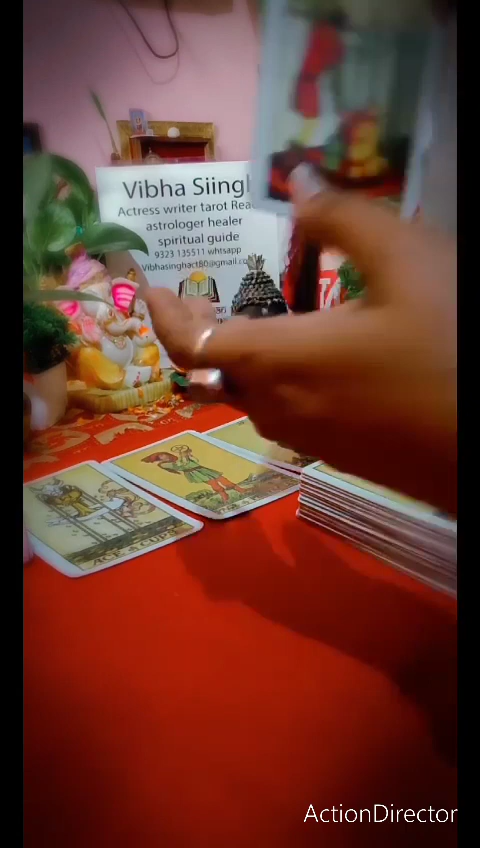 Vibha Siingh
Actress writer tarot Rea
astrologer healer
spiritual guide
9323 135511 whtsapp
Vibhasinghact80@gmail.co
ACE of CUPS
ActionDirector